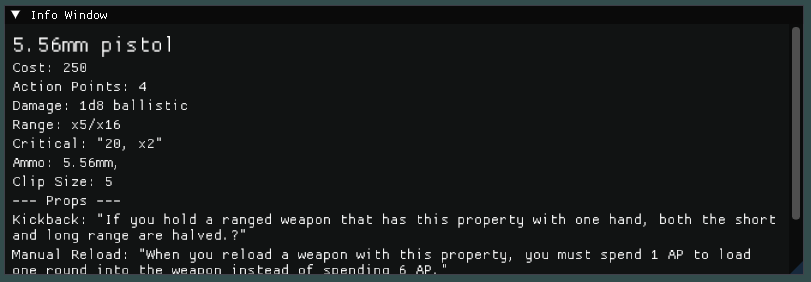 Info Window
5.56mm pistol
Cost: 250
Action Points: 4
Damage: 1d8 ballistic
Range: x5/x16
Critical: "20, x2"
Ammo: 5.56mm,
Clip Size: 5
--- Props ---
Kickback: "If you hold a ranged weapon that has this property with one hand, both the short
and long range are halved.?"
Manual Reload: "When you reload a weapon with this property, you must spend 1 AP to load
one round into the weapon instead of spending 6 AP."